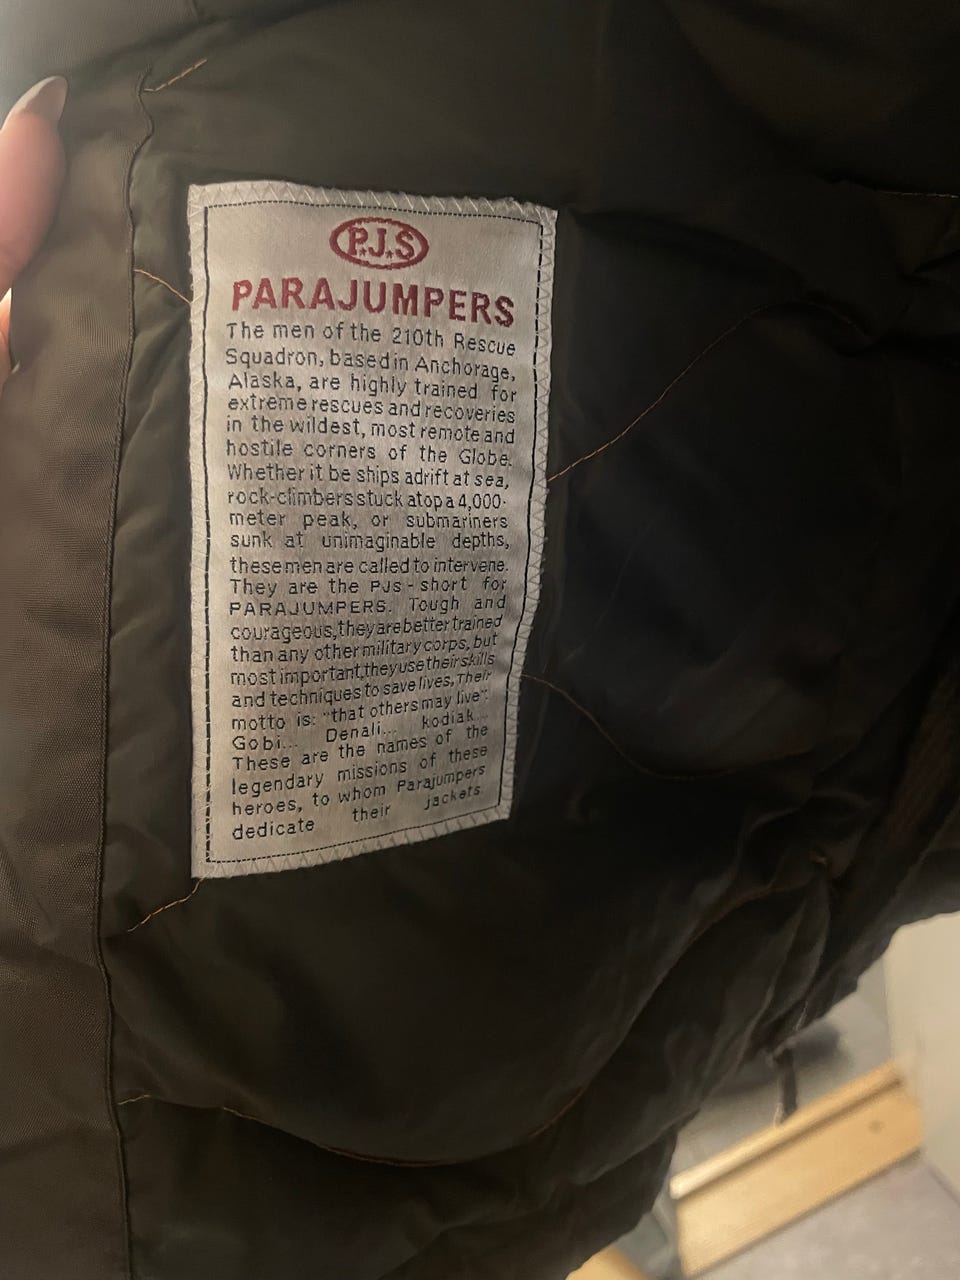 P.J.S
PARAJUMPERS
The men of the 210th Rescue
Squadron, based in Anchorage,
Alaska, are highly trained for
extreme rescues and recoveries
in the wildest, most remote and
hostile corners of the Globe.
Whether it be ships adrift at sea,
rock-climbers stuck atop a 4,000-
meter peak, or submariners
sunk at unimaginable depths,
these men are called to intervene.
They are the PJs - short for
PARAJUMPERS. Tough and
courageous, they are better trained
than any other military corps, but
most important, they use their skills
and techniques to save lives, Their
motto is: "that others may live".
Gobi... Denali... kodiak...
These are the names of the
legendary missions of these
heroes, to whom Parajumpers
dedicate their jackets